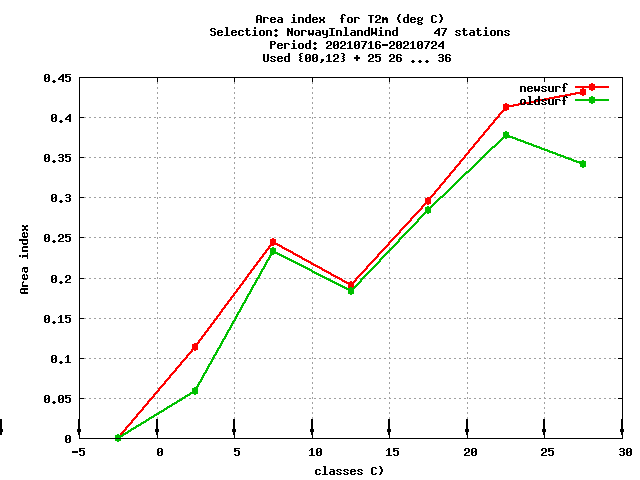 Area index  for T2m (deg C)
Selection: NorwayInlandWind     47 stations
Period: 20210716-20210724
Used {00,12} + 25 26 ... 36
0.45
0.4
0.35
0.3
0.25
0.2
0.15
0.1
0.05
0
Area index
newsurf
oldsurf
-5 0 5 10 15 20 25 30
classes C)